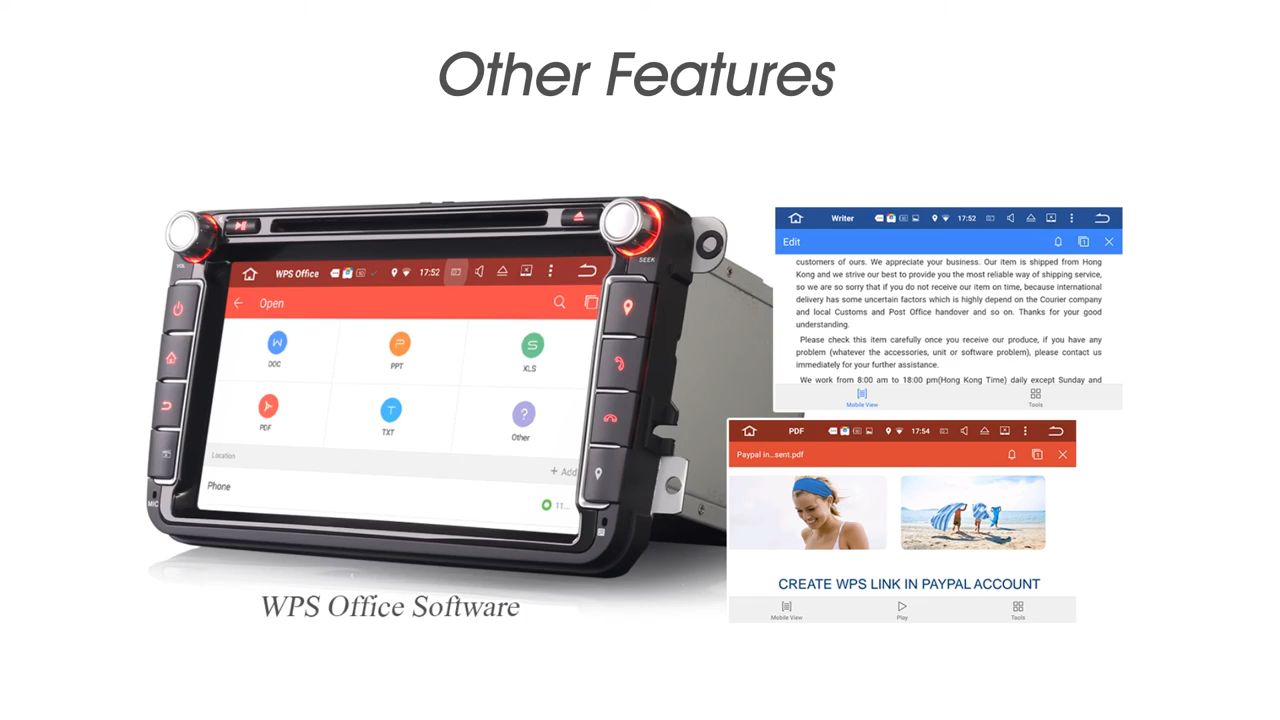 Other Features
VOL
SEEK
WPS Office
17:52
Open
W
DOC
P
PPT
S
XLS
PDF
T
TXT
?
Other
Location
+ Add
Phone
11...
MIC
WPS Office Software
Writer
17:52
Edit
1
customers of ours. We appreciate your business. Our item is shipped from Hong
Kong and we strive our best to provide you the most reliable way of shipping service,
so we are so sorry that if you do not receive our item on time, because international
delivery has some uncertain factors which is highly depend on the Courier company
and local Customs and Post Office handover and so on. Thanks for your good
understanding.
Please check this item carefully once you receive our produce, if you have any
problem (whatever the accessories, unit or software problem), please contact us
immediately for your further assistance.
We work from 8:00 am to 18:00 pm(Hong Kong Time) daily except Sunday and
Mobile View
Tools
PDF
17:54
Paypal in...sent.pdf
1
CREATE WPS LINK IN PAYPAL ACCOUNT
Mobile View
Play
Tools